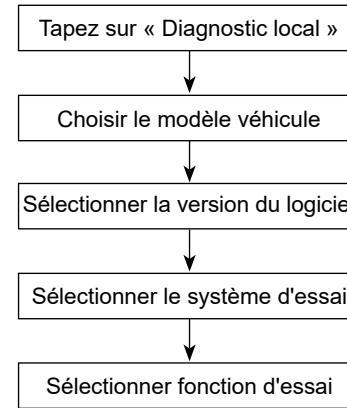 Tapez sur « Diagnostic local »
Choisir le modèle véhicule
Sélectionner la version du logicie
Sélectionner le système d'essai
Sélectionner fonction d'essai